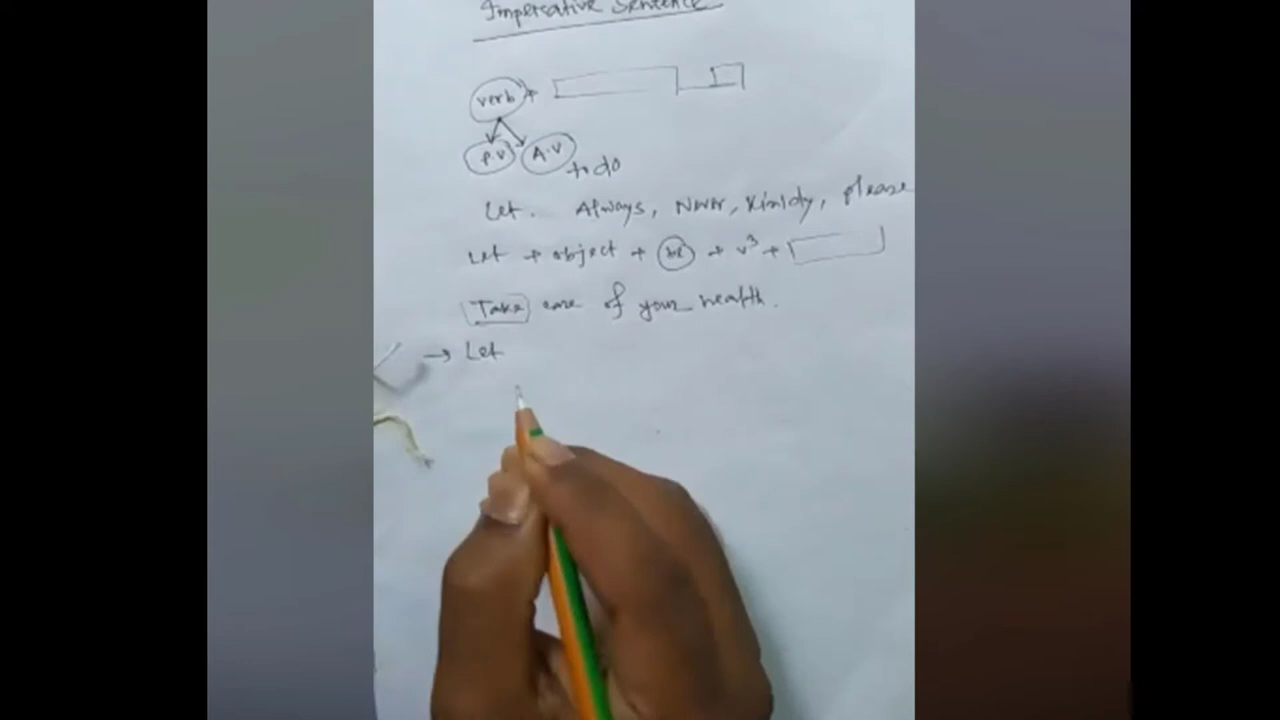 Imperative Sentence
verb +
P.V A.V to do
Let. Always, Never, Kindly, please
Let + object + be + v³ +
Take care of your health.
→ Let